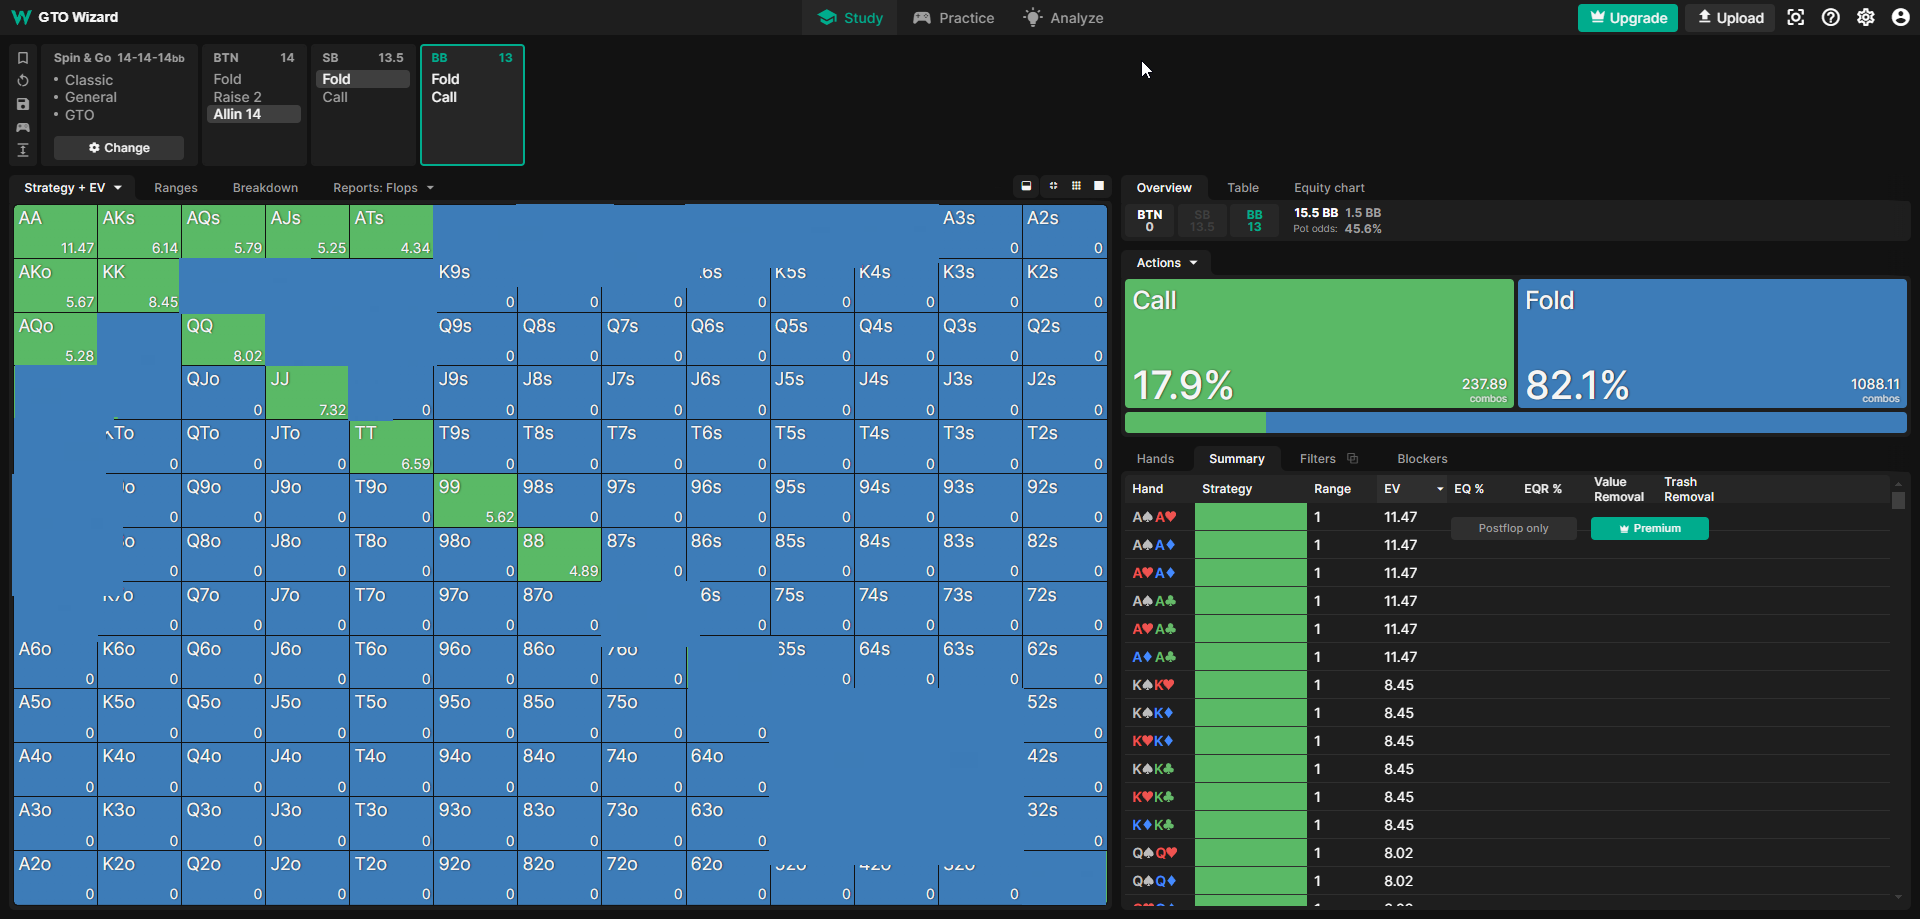 GTO Wizard
Study
Practice
Analyze
Upgrade
Upload
Spin & Go 14-14-14bb
• Classic
• General
• GTO
Change
BTN 14
Fold
Raise 2
Allin 14
SB 13.5
Fold
Call
BB 13
Fold
Call
Strategy + EV
Ranges
Breakdown
Reports: Flops
AA AKs AQs AJs ATs A3s A2s
11.47 6.14 5.79 5.25 4.34 0 0
AKo KK K9s 6s K5s K4s K3s K2s
5.67 8.45 0 0 0 0 0 0 0 0
AQo QQ Q9s Q8s Q7s Q6s Q5s Q4s Q3s Q2s
5.28 8.02 0 0 0 0 0 0 0 0
QJo JJ J9s J8s J7s J6s J5s J4s J3s J2s
0 7.32 0 0 0 0 0 0 0 0 0
To QTo JTo TT T9s T8s T7s T6s T5s T4s T3s T2s
0 0 0 6.59 0 0 0 0 0 0 0 0
o Q9o J9o T9o 99 98s 97s 96s 95s 94s 93s 92s
0 0 0 0 5.62 0 0 0 0 0 0 0
o Q8o J8o T8o 98o 88 87s 86s 85s 84s 83s 82s
0 0 0 0 0 4.89 0 0 0 0 0 0
o Q7o J7o T7o 97o 87o 6s 75s 74s 73s 72s
0 0 0 0 0 0 0 0 0 0
A6o K6o Q6o J6o T6o 96o 86o 76o 65s 64s 63s 62s
0 0 0 0 0 0 0 0 0 0 0 0
A5o K5o Q5o J5o T5o 95o 85o 75o 52s
0 0 0 0 0 0 0 0 0 0
A4o K4o Q4o J4o T4o 94o 84o 74o 64o 42s
0 0 0 0 0 0 0 0 0 0
A3o K3o Q3o J3o T3o 93o 83o 73o 63o 32s
0 0 0 0 0 0 0 0 0 0
A2o K2o Q2o J2o T2o 92o 82o 72o 62o 52o 42o 32o
0 0 0 0 0 0 0 0 0 0 0 0
Overview
Table
Equity chart
BTN 0
SB 13.5
BB 13
15.5 BB 1.5 BB
Pot odds: 45.6%
Actions
Call
17.9%
237.89
combos
Fold
82.1%
1088.11
combos
Hands
Summary
Filters
Blockers
Hand Strategy Range EV EQ % EQR % Value Removal Trash Removal
A♠A♥ 1 11.47
Postflop only
Premium
A♠A♦ 1 11.47
A♥A♦ 1 11.47
A♠A♣ 1 11.47
A♥A♣ 1 11.47
A♦A♣ 1 11.47
K♠K♥ 1 8.45
K♠K♦ 1 8.45
K♥K♦ 1 8.45
K♠K♣ 1 8.45
K♥K♣ 1 8.45
K♦K♣ 1 8.45
Q♠Q♥ 1 8.02
Q♠Q♦ 1 8.02